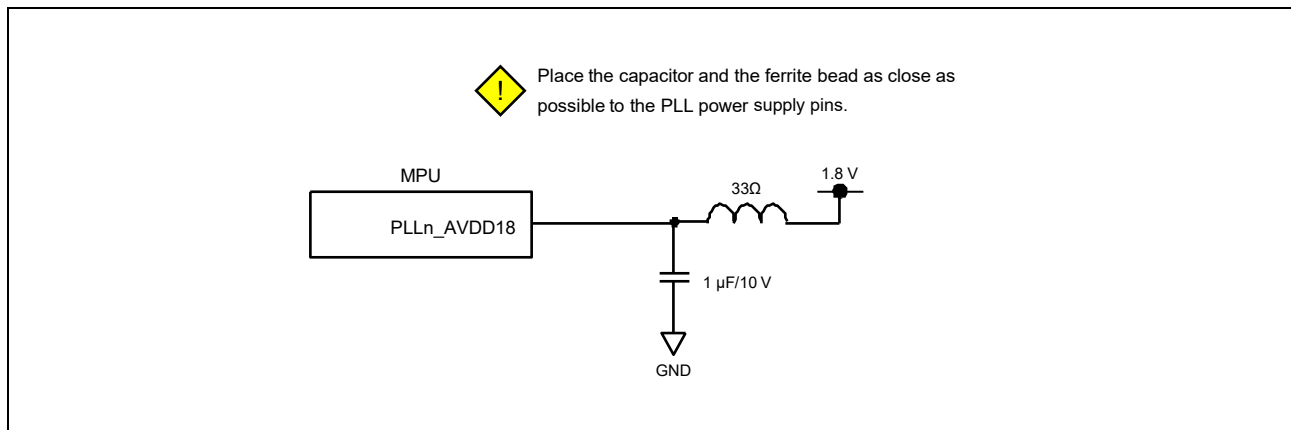 !
Place the capacitor and the ferrite bead as close as
possible to the PLL power supply pins.
MPU
PLLn_AVDD18
33Ω
1.8 V
1 µF/10 V
GND